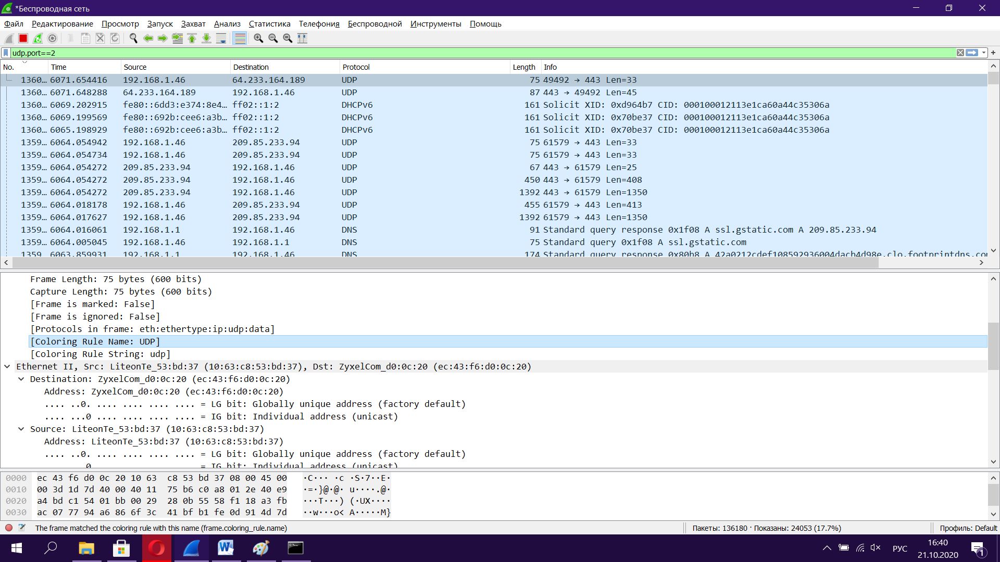 *Беспроводная сеть
Файл Редактирование Просмотр Запуск Захват Анализ Статистика Телефония Беспроводной Инструменты Помощь
udp.port==2
No. Time Source Destination Protocol Length Info
1360… 6071.654416 192.168.1.46 64.233.164.189 UDP 75 49492 → 443 Len=33
1360… 6071.648288 64.233.164.189 192.168.1.46 UDP 87 443 → 49492 Len=45
1360… 6069.202915 fe80::6dd3:e374:8e4… ff02::1:2 DHCPv6 161 Solicit XID: 0xd964b7 CID: 000100012113e1ca60a44c35306a
1360… 6069.199569 fe80::692b:cee6:a3b… ff02::1:2 DHCPv6 161 Solicit XID: 0x70be37 CID: 000100012113e1ca60a44c35306a
1360… 6065.198929 fe80::692b:cee6:a3b… ff02::1:2 DHCPv6 161 Solicit XID: 0x70be37 CID: 000100012113e1ca60a44c35306a
1359… 6064.054942 192.168.1.46 209.85.233.94 UDP 75 61579 → 443 Len=33
1359… 6064.054734 192.168.1.46 209.85.233.94 UDP 75 61579 → 443 Len=33
1359… 6064.054272 209.85.233.94 192.168.1.46 UDP 67 443 → 61579 Len=25
1359… 6064.054272 209.85.233.94 192.168.1.46 UDP 450 443 → 61579 Len=408
1359… 6064.054272 209.85.233.94 192.168.1.46 UDP 1392 443 → 61579 Len=1350
1359… 6064.018178 192.168.1.46 209.85.233.94 UDP 455 61579 → 443 Len=413
1359… 6064.017627 192.168.1.46 209.85.233.94 UDP 1392 61579 → 443 Len=1350
1359… 6064.016061 192.168.1.1 192.168.1.46 DNS 91 Standard query response 0x1f08 A ssl.gstatic.com A 209.85.233.94
1359… 6064.005045 192.168.1.46 192.168.1.1 DNS 75 Standard query 0x1f08 A ssl.gstatic.com
1359 6063.859931 192.168.1.1 192.168.1.46 DNS 174 Standard query response 0x80b8 A 42a0212cdef108592936004dacb4d98e.clo.footprintdns.com
Frame Length: 75 bytes (600 bits)
Capture Length: 75 bytes (600 bits)
[Frame is marked: False]
[Frame is ignored: False]
[Protocols in frame: eth:ethertype:ip:udp:data]
[Coloring Rule Name: UDP]
[Coloring Rule String: udp]
Ethernet II, Src: LiteonTe_53:bd:37 (10:63:c8:53:bd:37), Dst: ZyxelCom_d0:0c:20 (ec:43:f6:d0:0c:20)
Destination: ZyxelCom_d0:0c:20 (ec:43:f6:d0:0c:20)
Address: ZyxelCom_d0:0c:20 (ec:43:f6:d0:0c:20)
.... ..0. .... .... .... .... = LG bit: Globally unique address (factory default)
.... ...0 .... .... .... .... = IG bit: Individual address (unicast)
Source: LiteonTe_53:bd:37 (10:63:c8:53:bd:37)
Address: LiteonTe_53:bd:37 (10:63:c8:53:bd:37)
.... ..0. .... .... .... .... = LG bit: Globally unique address (factory default)
.... ...0 .... .... .... .... = IG bit: Individual address (unicast)
0000 ec 43 f6 d0 0c 20 10 63 c8 53 bd 37 08 00 45 00 ·C··· ·c ·S·7··E·
0010 00 3d 1d 7d 40 00 40 11 75 b6 c0 a8 01 2e 40 e9 ·=·}@·@· u····.@·
0020 a4 bd c1 54 01 bb 00 29 28 0b 55 58 f1 18 a3 fb ···T···) (·UX····
0030 ac 07 77 94 a6 86 6f 3c 41 bf b1 fe 0d 91 4d 7d ··w···o< A·····M}
The frame matched the coloring rule with this name (frame.coloring_rule.name)
Пакеты: 136180 · Показаны: 24053 (17.7%)
Профиль: Default
РУС
16:40
21.10.2020
1